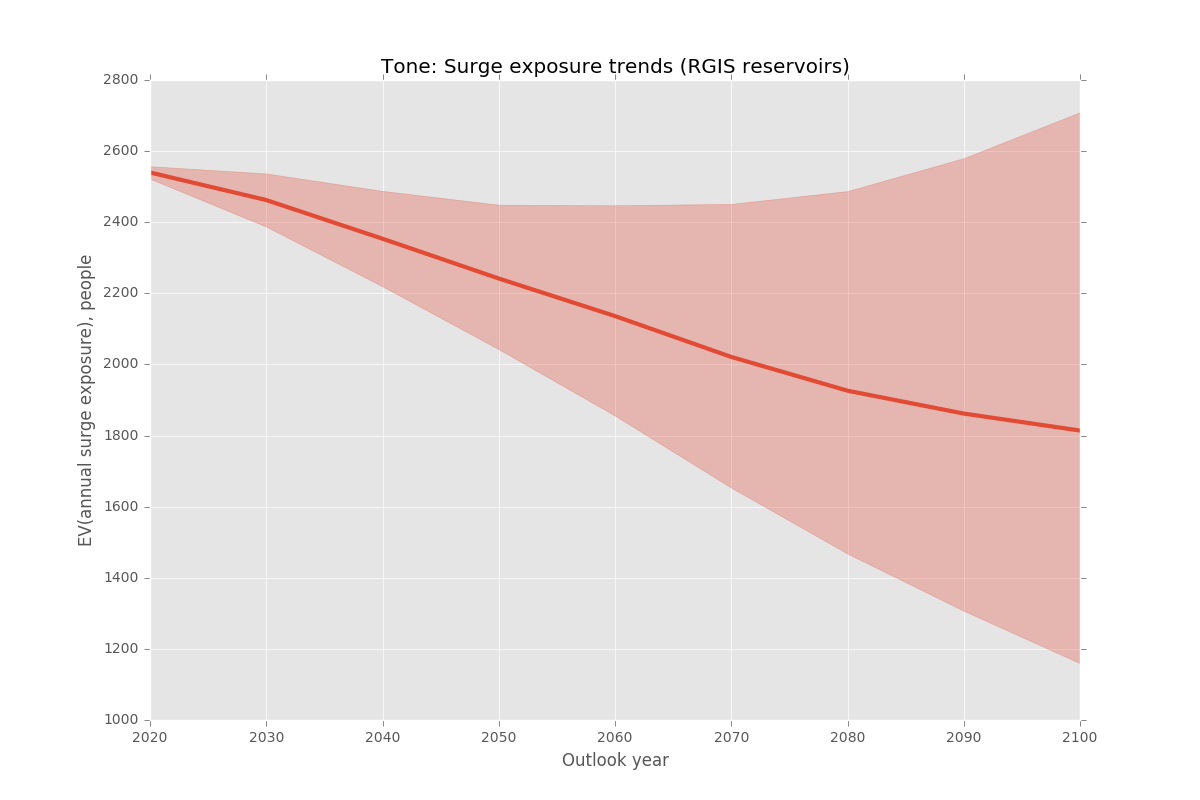 Tone: Surge exposure trends (RGIS reservoirs)
2800
2600
2400
2200
2000
1800
1600
1400
1200
1000
EV(annual surge exposure), people
2020 2030 2040 2050 2060 2070 2080 2090 2100
Outlook year